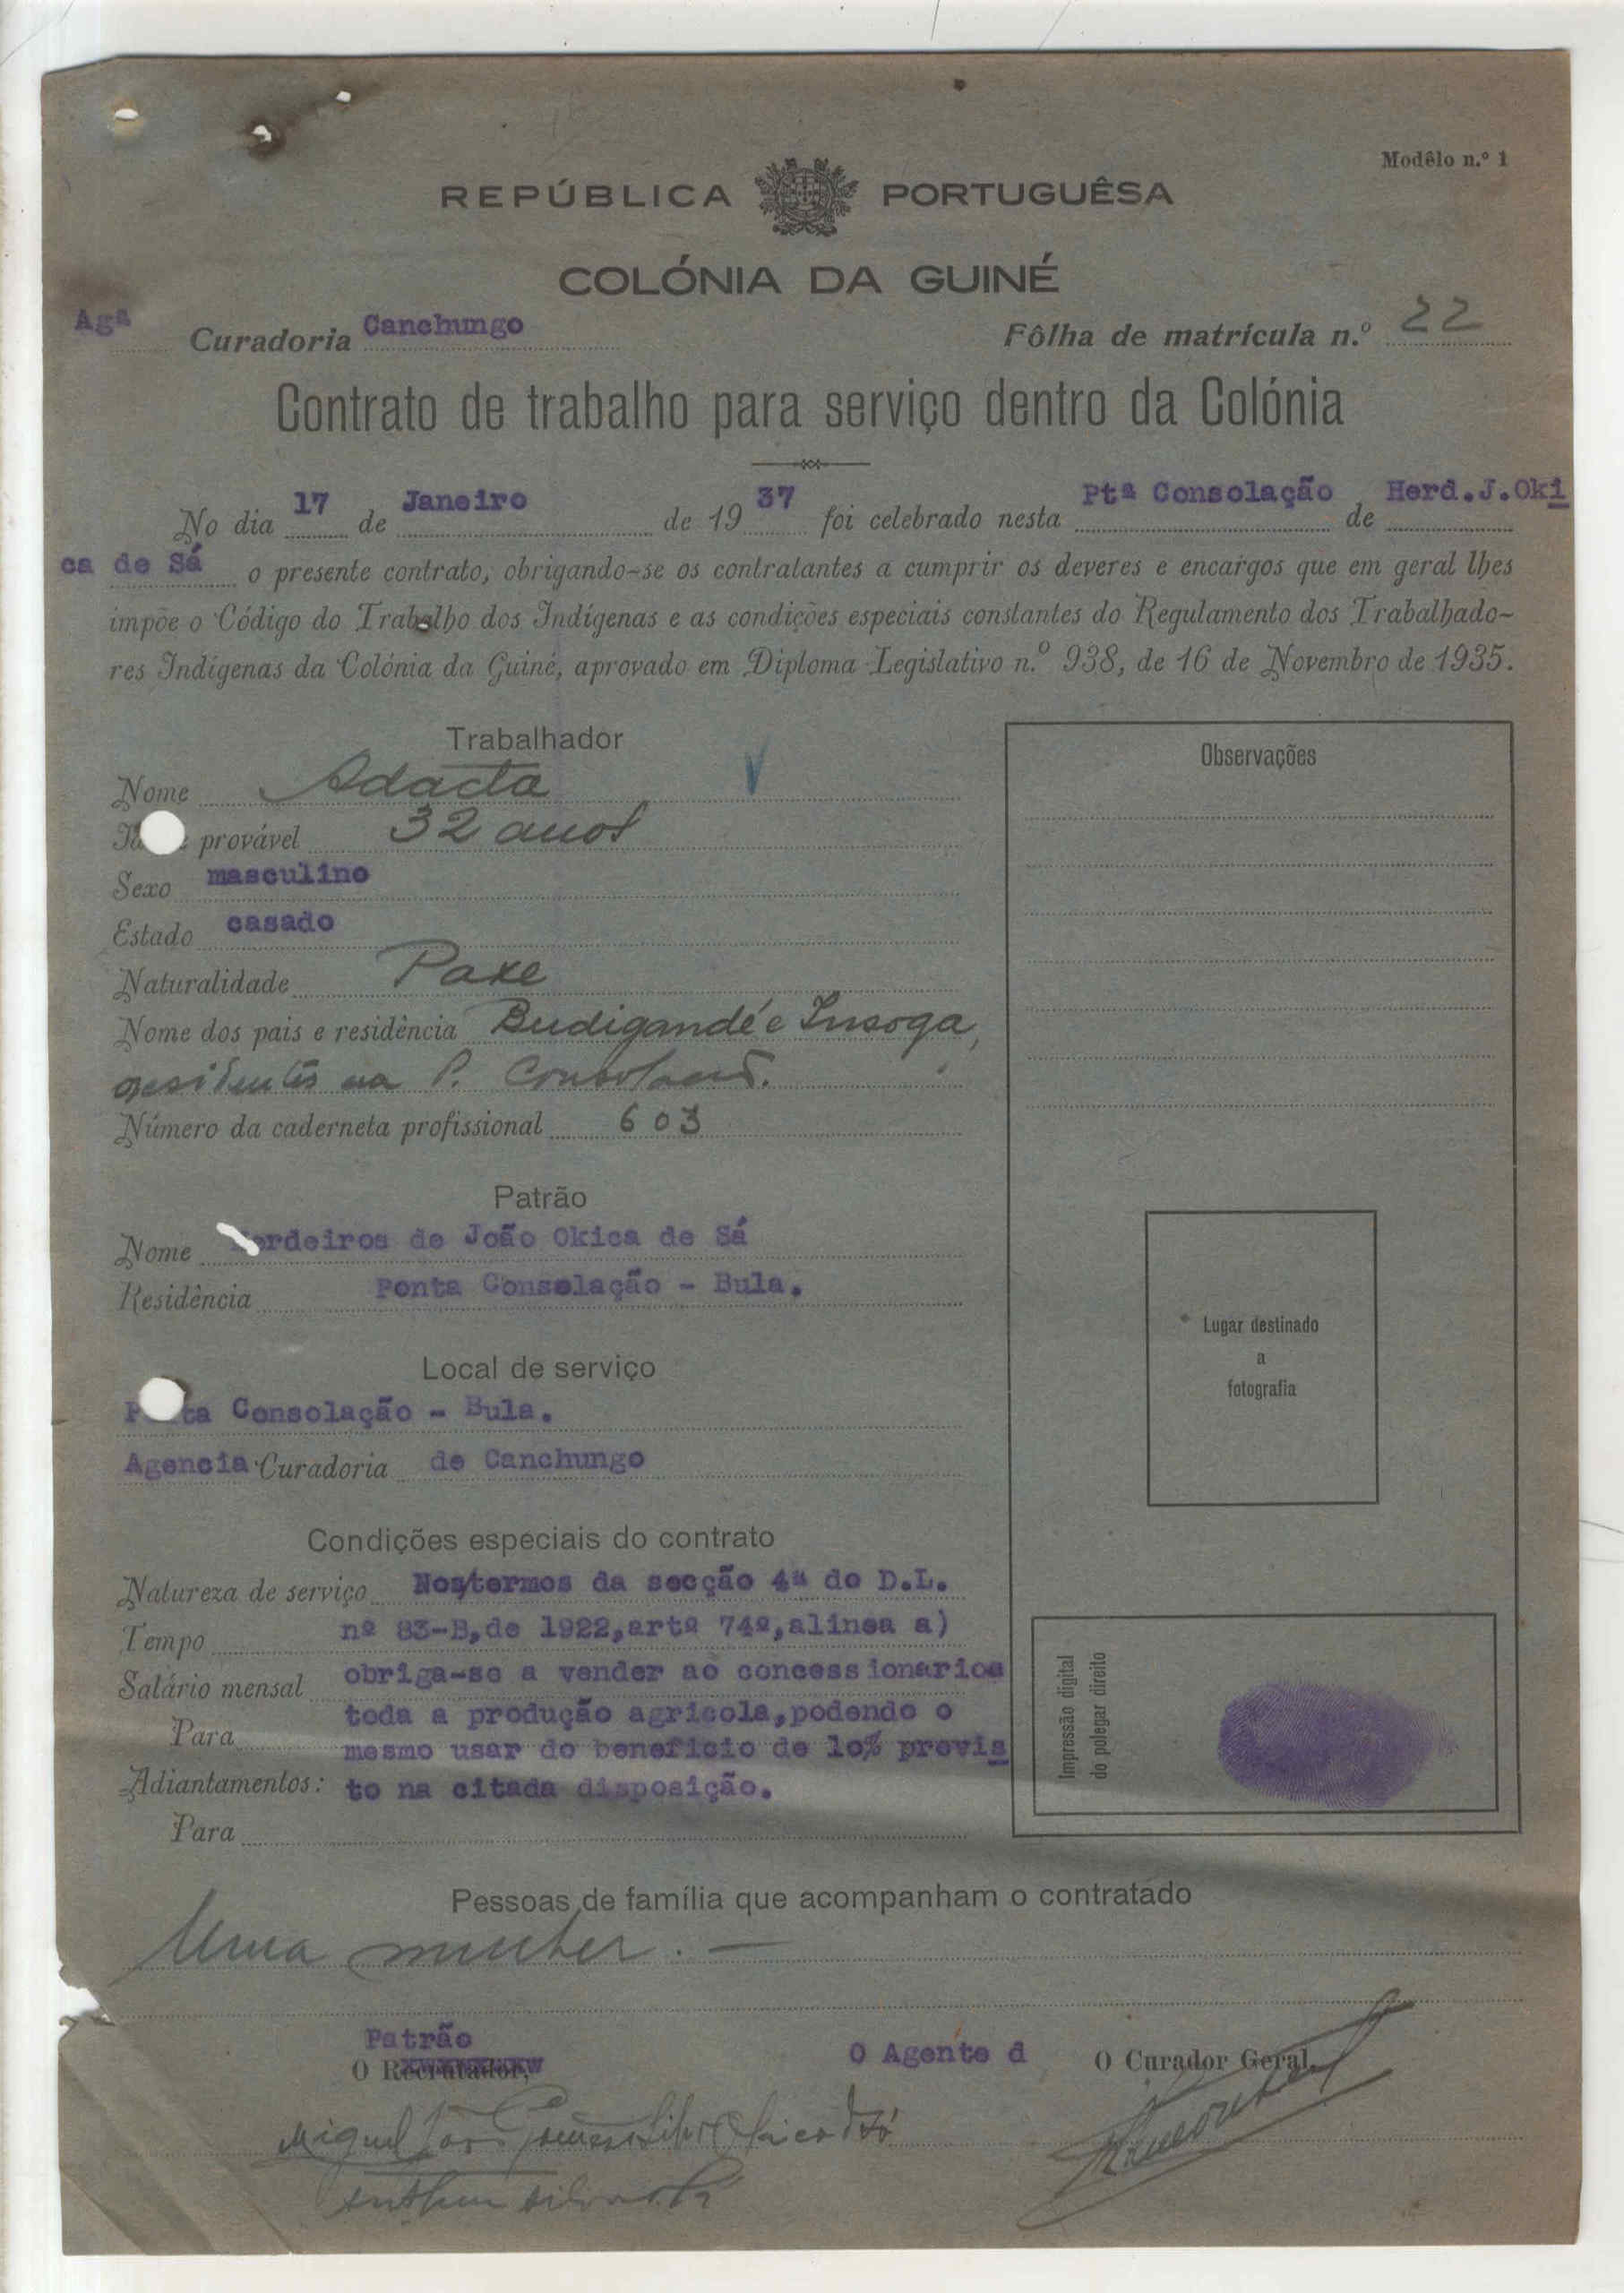 Modêlo n.º 1
REPÚBLICA PORTUGUÊSA
COLÓNIA DA GUINÉ
Agª Curadoria Canchungo Fôlha de matrícula n.º 22
Contrato de trabalho para serviço dentro da Colónia
No dia 17 de Janeiro de 1937 foi celebrado nesta Ptª Consolação de Herd.J.Oki
ca de Sá o presente contrato, obrigando-se os contratantes a cumprir os deveres e encargos que em geral lhes
impõe o Código do Trabalho dos Indígenas e as condições especiais constantes do Regulamento dos Trabalhado-
res Indígenas da Colónia da Guiné, aprovado em Diploma Legislativo n.º 938, de 16 de Novembro de 1935.
Trabalhador
Nome Adacta
provável 32 anos
Sexo masculino
Estado casado
Naturalidade Paxe
Nome dos pais e residência Budigandé e Insoga,
residentes na P. Consolação.
Número da caderneta profissional 603
Patrão
Nome Herdeiros de João Okica de Sá
Residência Ponta Consolação - Bula.
Local de serviço
Ponta Consolação - Bula.
Agencia Curadoria de Canchungo
Condições especiais do contrato
Natureza de serviço Nos/termos da secção 4ª do D.L.
Tempo nº 83-B,de 1922,artº 74º,alinea a)
Salário mensal obriga-se a vender ao concessionarios
Para toda a produção agricola,podendo o
mesmo usar do beneficio de 10% previs
Adiantamentos: to na citada disposição.
Para
Observações
Lugar destinado
a
fotografia
Impressão digital
do polegar direito
Pessoas de família que acompanham o contratado
Uma mulher. —
Patrão
O Recrutador, O Agente d O Curador Geral,
Miguel